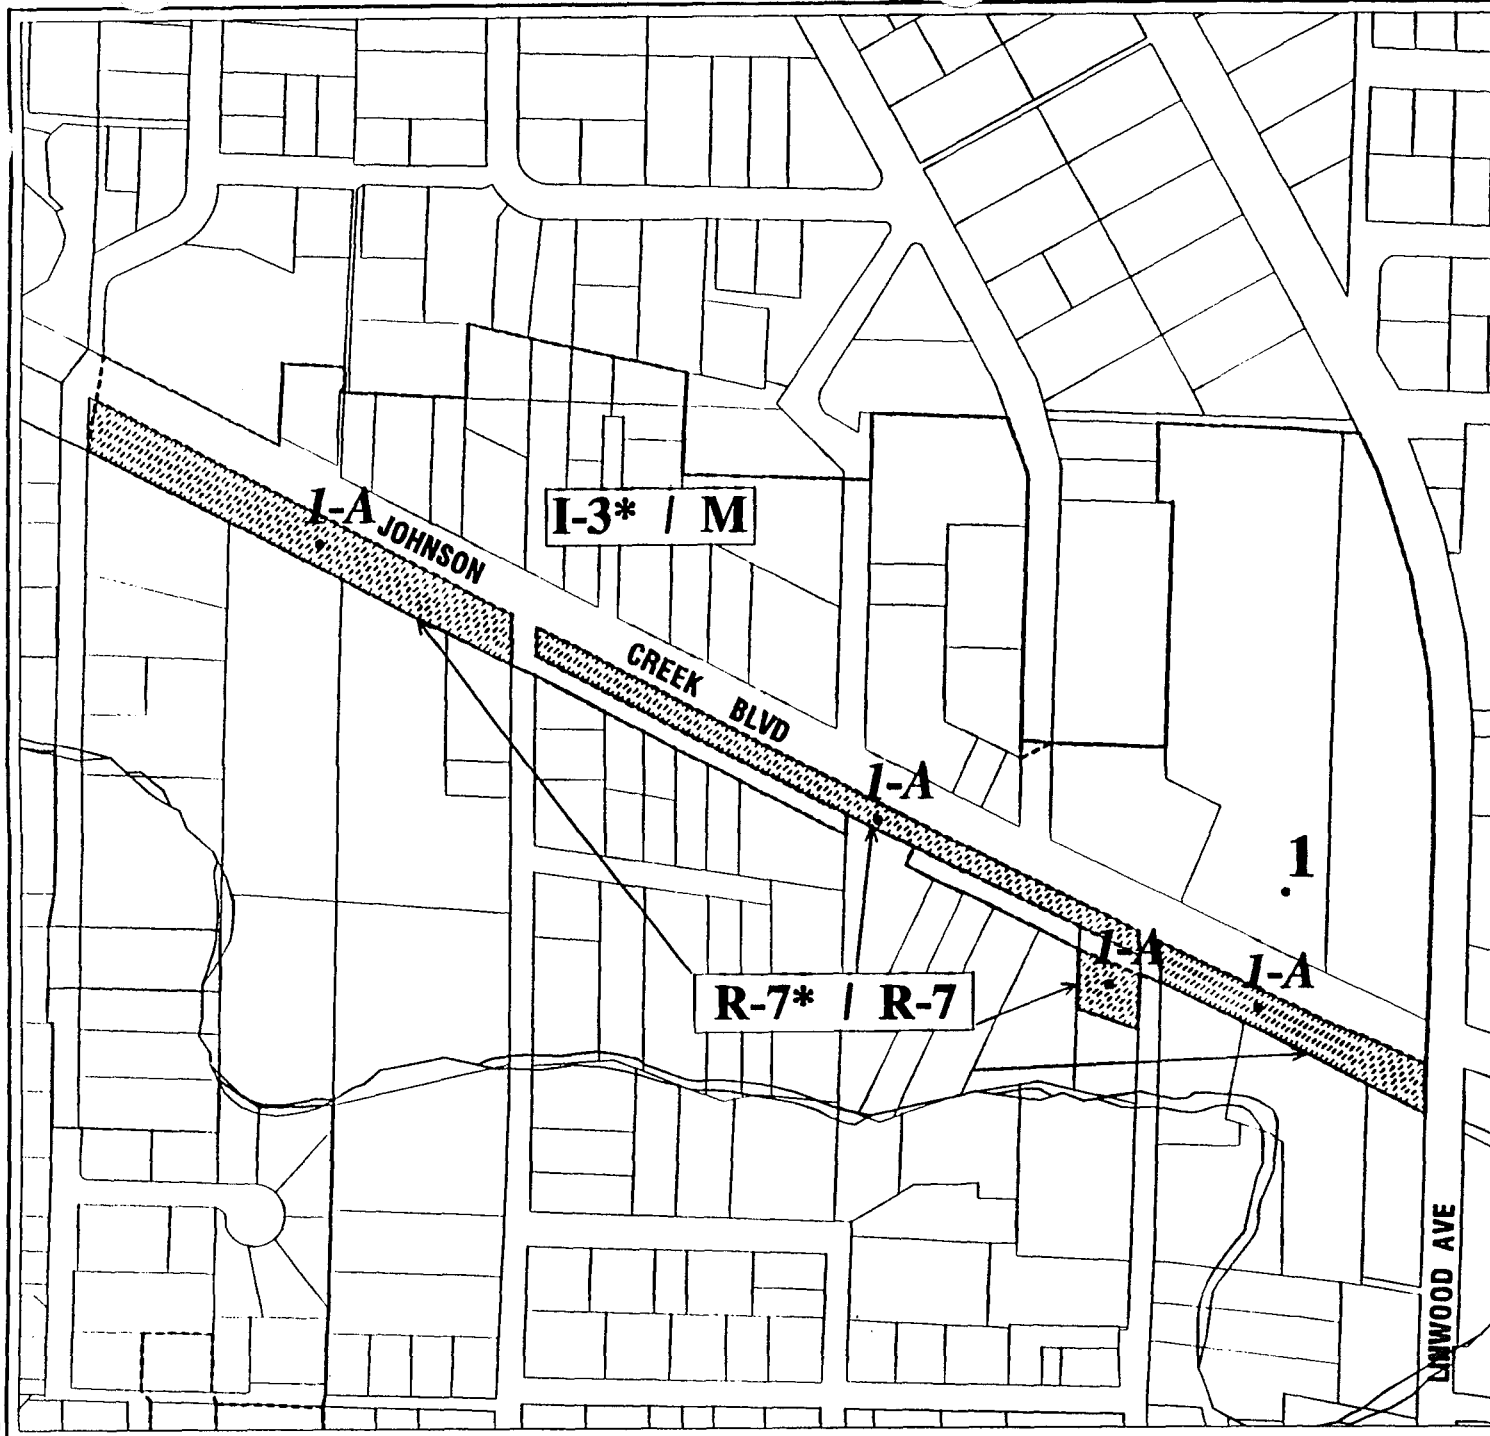 1-A
JOHNSON
I-3* / M
CREEK
BLVD
1-A
1
1-A
1-A
R-7* / R-7
LINWOOD AVE